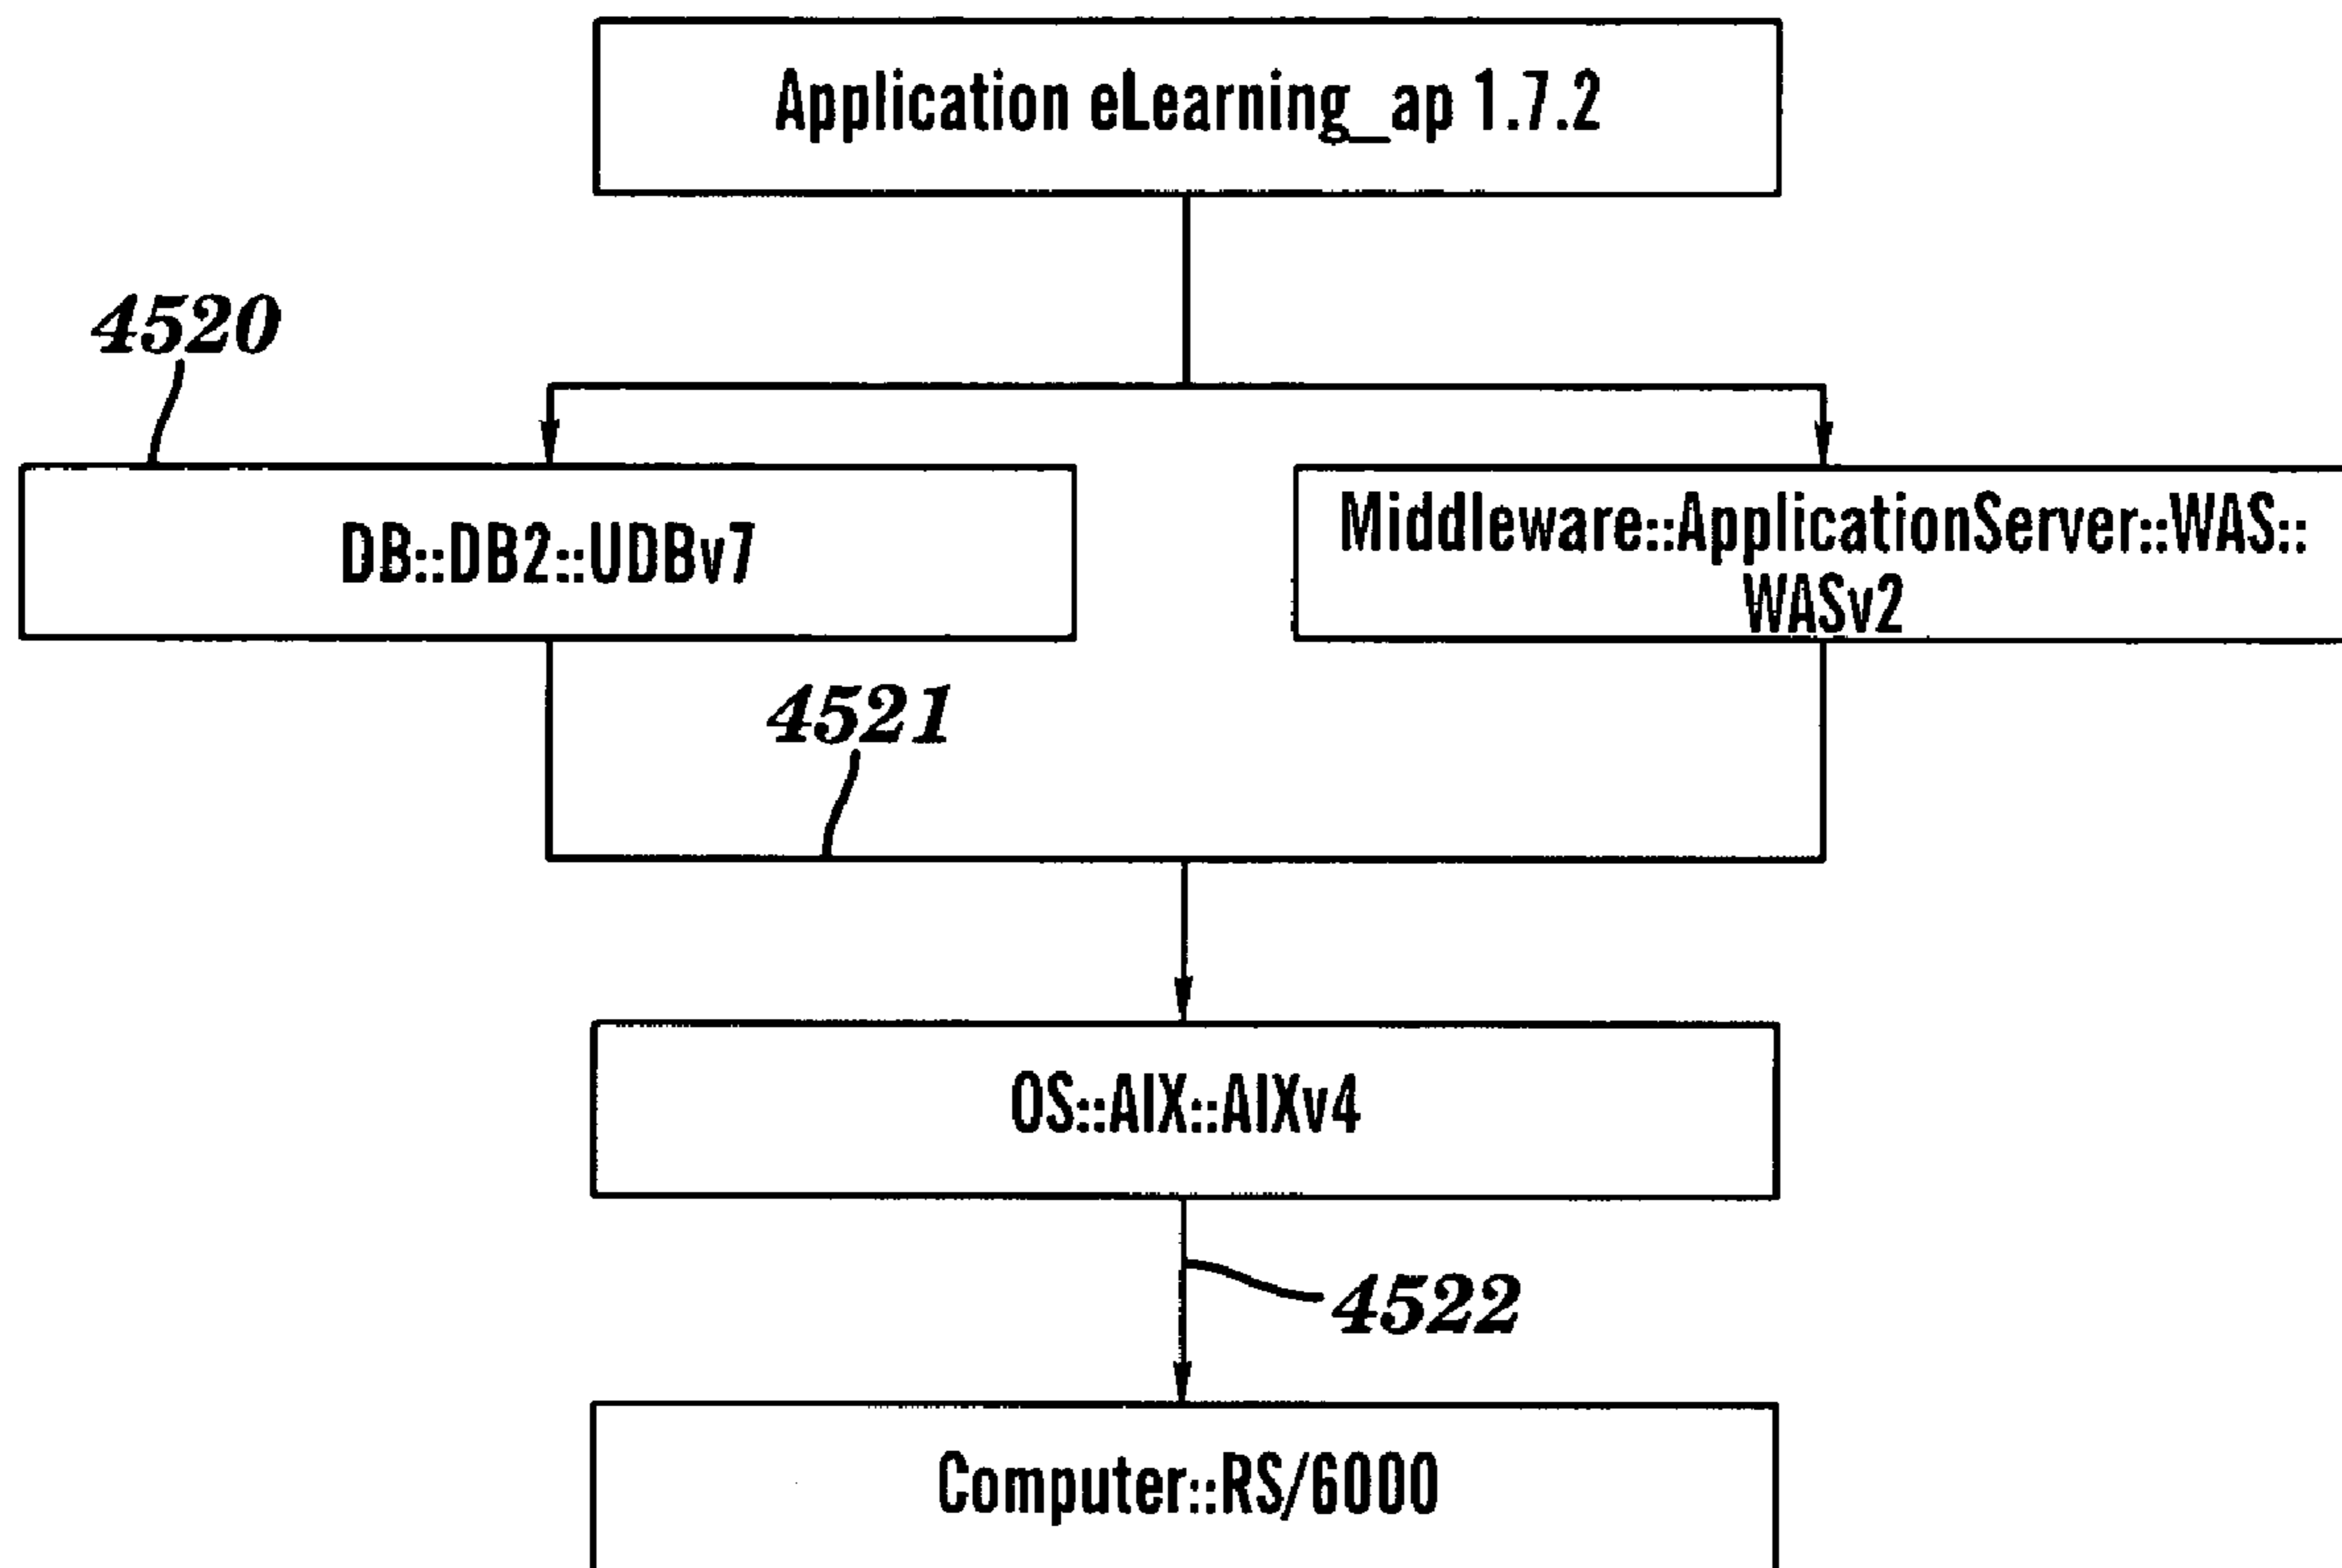 Application eLearning_ap 1.7.2
4520
DB::DB2::UDBv7
Middleware::ApplicationServer::WAS::
WASv2
4521
OS::AIX::AIXv4
4522
Computer::RS/6000